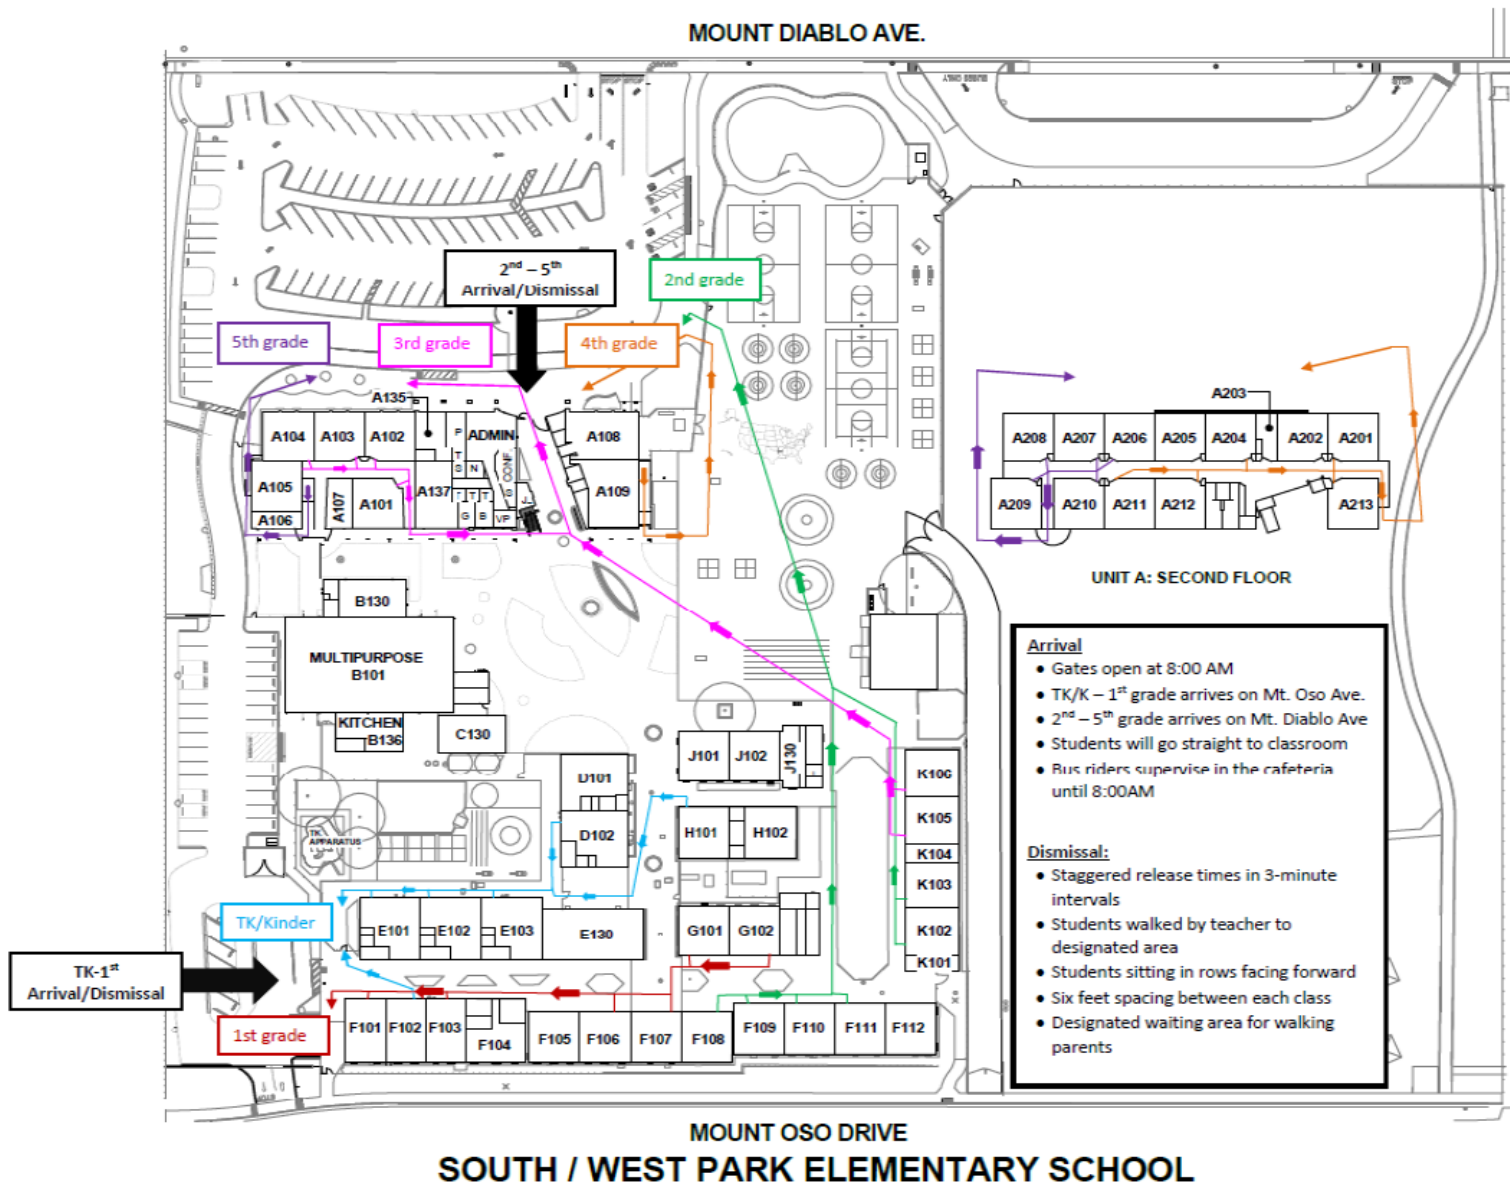 MOUNT DIABLO AVE.
BUSES ONLY
2nd – 5th
Arrival/Dismissal
2nd grade
5th grade
3rd grade
4th grade
A135
A203
A104
A103
A102
P
T
S
ADMIN.
N
CONF.
A108
A208
A207
A206
A205
A204
A202
A201
A105
A107
A101
A137
T
T
T
S
J
A109
A106
G
B
VP
A209
A210
A211
A212
A213
UNIT A: SECOND FLOOR
B130
MULTIPURPOSE
B101
KITCHEN
B136
C130
J101
J102
J130
D101
D102
TK
APPARATUS
H101
H102
K106
K105
K104
K103
K102
K101
TK/Kinder
E101
E102
E103
E130
G101
G102
TK-1st
Arrival/Dismissal
1st grade
F101
F102
F103
F104
F105
F106
F107
F108
F109
F110
F111
F112
STOP
Arrival
• Gates open at 8:00 AM
• TK/K – 1st grade arrives on Mt. Oso Ave.
• 2nd – 5th grade arrives on Mt. Diablo Ave
• Students will go straight to classroom
• Bus riders supervise in the cafeteria
until 8:00AM
Dismissal:
• Staggered release times in 3-minute
intervals
• Students walked by teacher to
designated area
• Students sitting in rows facing forward
• Six feet spacing between each class
• Designated waiting area for walking
parents
MOUNT OSO DRIVE
SOUTH / WEST PARK ELEMENTARY SCHOOL